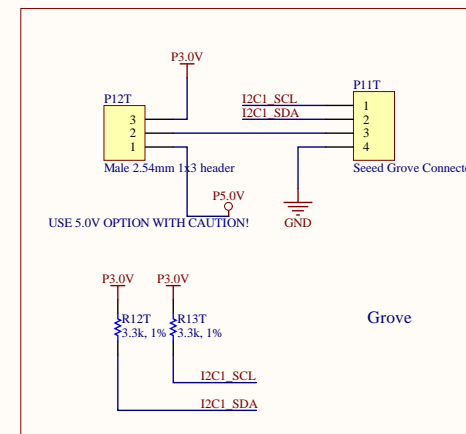 P3.0V
P12T
3
2
1
Male 2.54mm 1x3 header
I2C1_SCL
I2C1_SDA
P11T
1
2
3
4
Seeed Grove Connecto
P5.0V
USE 5.0V OPTION WITH CAUTION!
GND
P3.0V P3.0V
R12T
3.3k, 1%
R13T
3.3k, 1%
Grove
I2C1_SCL
I2C1_SDA